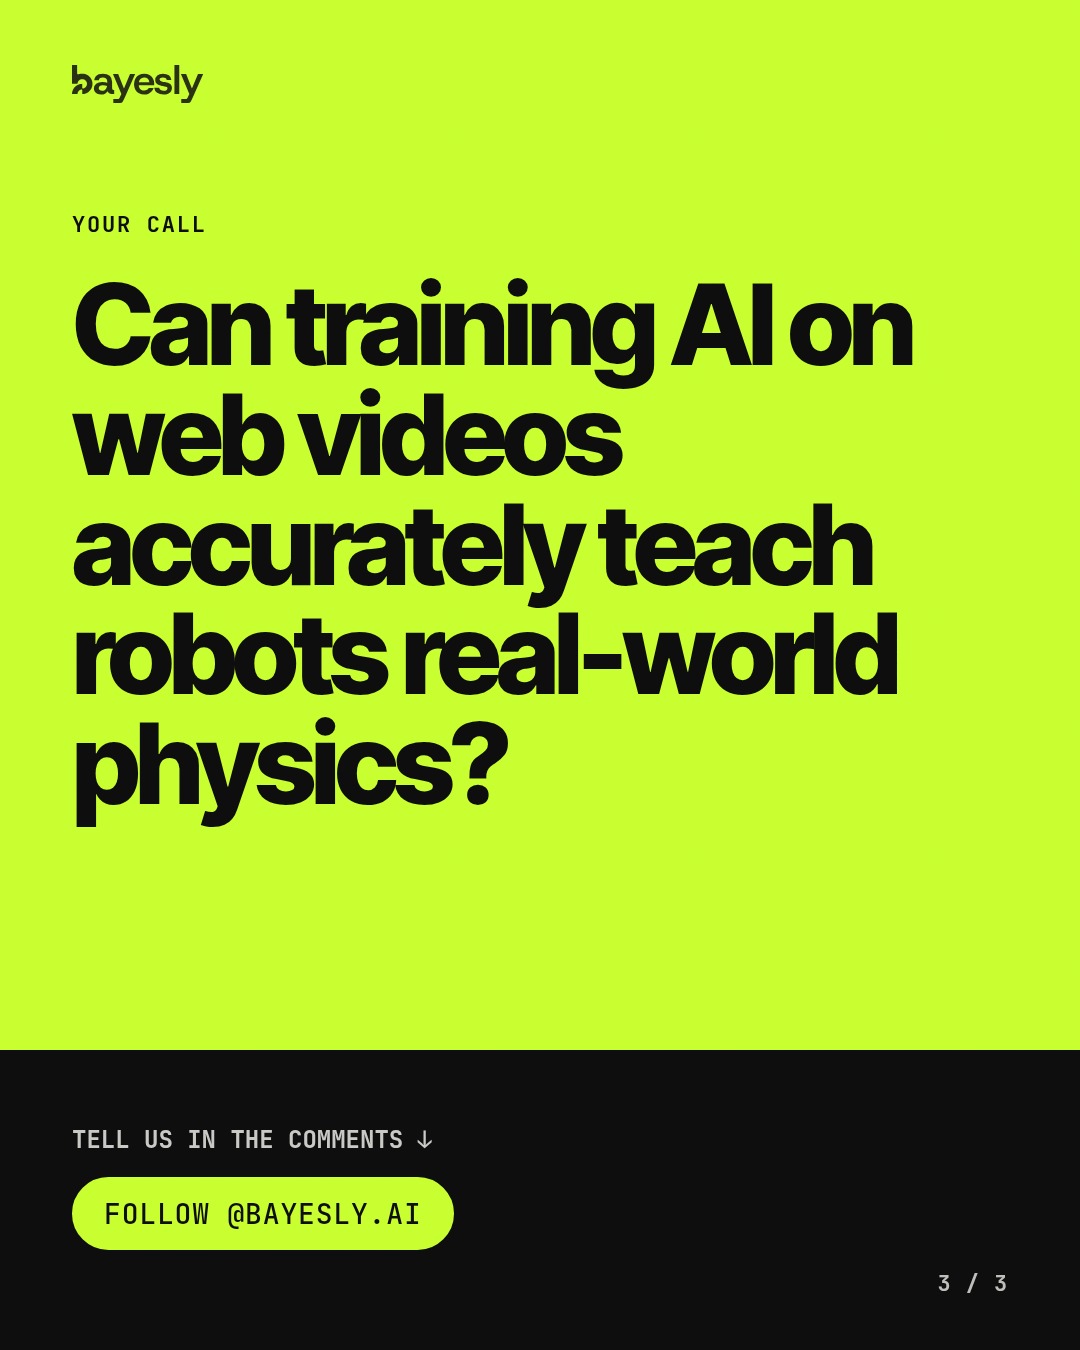 bayesly
YOUR CALL
Can training AI on
web videos
accurately teach
robots real-world
physics?
TELL US IN THE COMMENTS ↓
FOLLOW @BAYESLY.AI
3 / 3